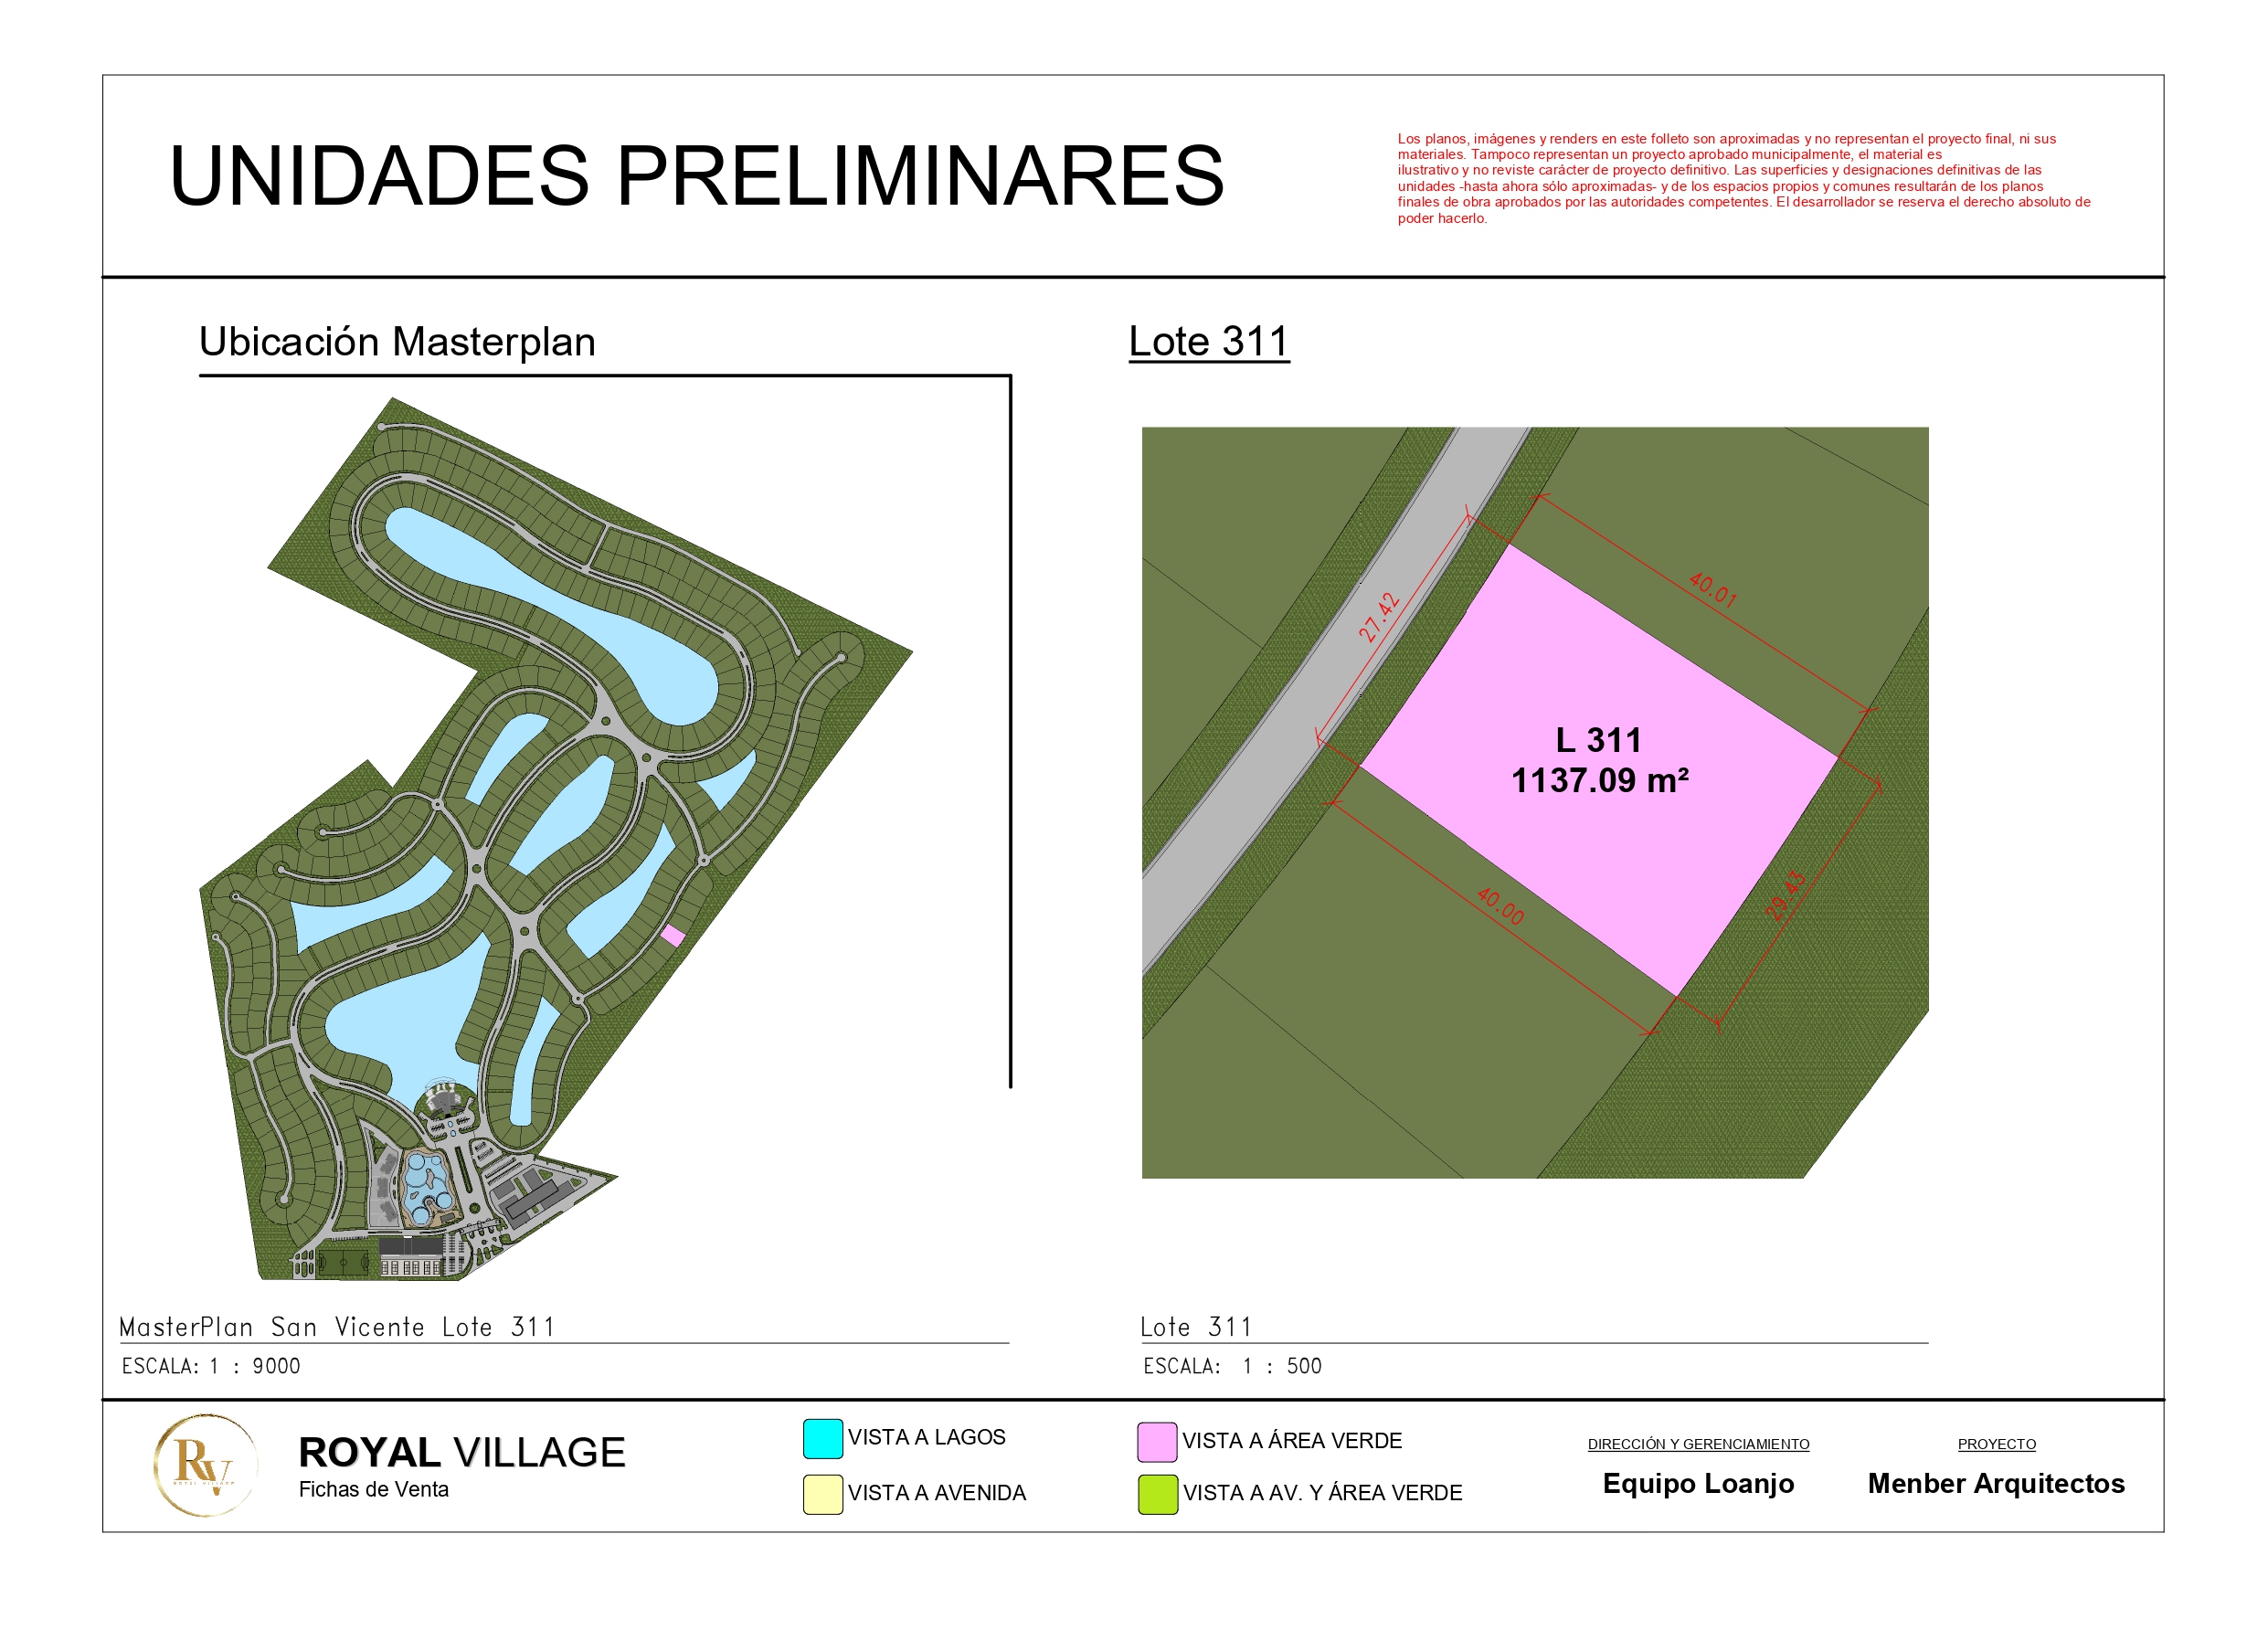 UNIDADES PRELIMINARES
Los planos, imágenes y renders en este folleto son aproximadas y no representan el proyecto final, ni sus
materiales. Tampoco representan un proyecto aprobado municipalmente, el material es
ilustrativo y no reviste carácter de proyecto definitivo. Las superficies y designaciones definitivas de las
unidades -hasta ahora sólo aproximadas- y de los espacios propios y comunes resultarán de los planos
finales de obra aprobados por las autoridades competentes. El desarrollador se reserva el derecho absoluto de
poder hacerlo.
Ubicación Masterplan
Lote 311
40.01
27.42
L 311
1137.09 m²
29.43
40.00
MasterPlan San Vicente Lote 311
ESCALA: 1 : 9000
Lote 311
ESCALA: 1 : 500
RV
ROYAL VILLAGE
ROYAL VILLAGE
Fichas de Venta
VISTA A LAGOS
VISTA A AVENIDA
VISTA A ÁREA VERDE
VISTA A AV. Y ÁREA VERDE
DIRECCIÓN Y GERENCIAMIENTO
Equipo Loanjo
PROYECTO
Menber Arquitectos